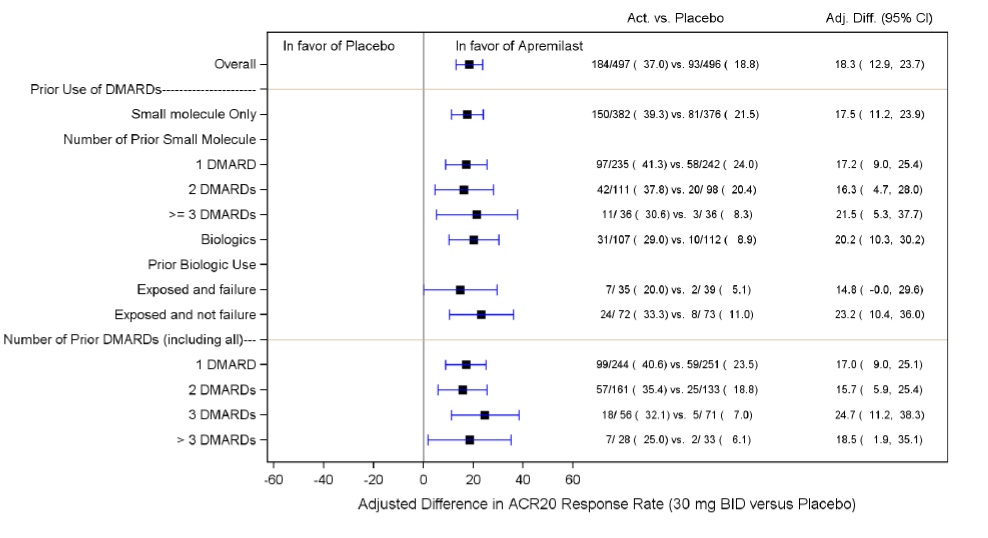 Act. vs. Placebo Adj. Diff. (95% CI)
In favor of Placebo In favor of Apremilast
Overall 184/497 ( 37.0) vs. 93/496 ( 18.8) 18.3 ( 12.9, 23.7)
Prior Use of DMARDs----------------------
Small molecule Only 150/382 ( 39.3) vs. 81/376 ( 21.5) 17.5 ( 11.2, 23.9)
Number of Prior Small Molecule
1 DMARD 97/235 ( 41.3) vs. 58/242 ( 24.0) 17.2 ( 9.0, 25.4)
2 DMARDs 42/111 ( 37.8) vs. 20/ 98 ( 20.4) 16.3 ( 4.7, 28.0)
>= 3 DMARDs 11/ 36 ( 30.6) vs. 3/ 36 ( 8.3) 21.5 ( 5.3, 37.7)
Biologics 31/107 ( 29.0) vs. 10/112 ( 8.9) 20.2 ( 10.3, 30.2)
Prior Biologic Use
Exposed and failure 7/ 35 ( 20.0) vs. 2/ 39 ( 5.1) 14.8 ( -0.0, 29.6)
Exposed and not failure 24/ 72 ( 33.3) vs. 8/ 73 ( 11.0) 23.2 ( 10.4, 36.0)
Number of Prior DMARDs (including all)---
1 DMARD 99/244 ( 40.6) vs. 59/251 ( 23.5) 17.0 ( 9.0, 25.1)
2 DMARDs 57/161 ( 35.4) vs. 25/133 ( 18.8) 15.7 ( 5.9, 25.4)
3 DMARDs 18/ 56 ( 32.1) vs. 5/ 71 ( 7.0) 24.7 ( 11.2, 38.3)
> 3 DMARDs 7/ 28 ( 25.0) vs. 2/ 33 ( 6.1) 18.5 ( 1.9, 35.1)
-60 -40 -20 0 20 40 60
Adjusted Difference in ACR20 Response Rate (30 mg BID versus Placebo)